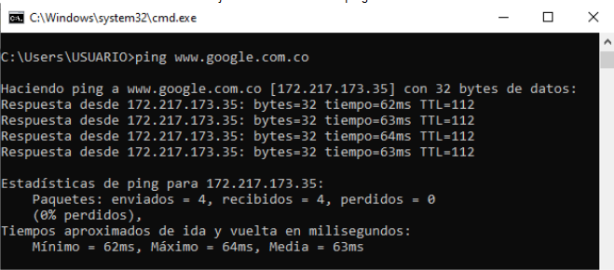 C:\Windows\system32\cmd.exe
C:\Users\USUARIO>ping www.google.com.co
Haciendo ping a www.google.com.co [172.217.173.35] con 32 bytes de datos:
Respuesta desde 172.217.173.35: bytes=32 tiempo=62ms TTL=112
Respuesta desde 172.217.173.35: bytes=32 tiempo=63ms TTL=112
Respuesta desde 172.217.173.35: bytes=32 tiempo=64ms TTL=112
Respuesta desde 172.217.173.35: bytes=32 tiempo=63ms TTL=112
Estadísticas de ping para 172.217.173.35:
    Paquetes: enviados = 4, recibidos = 4, perdidos = 0
    (0% perdidos),
Tiempos aproximados de ida y vuelta en milisegundos:
    Mínimo = 62ms, Máximo = 64ms, Media = 63ms